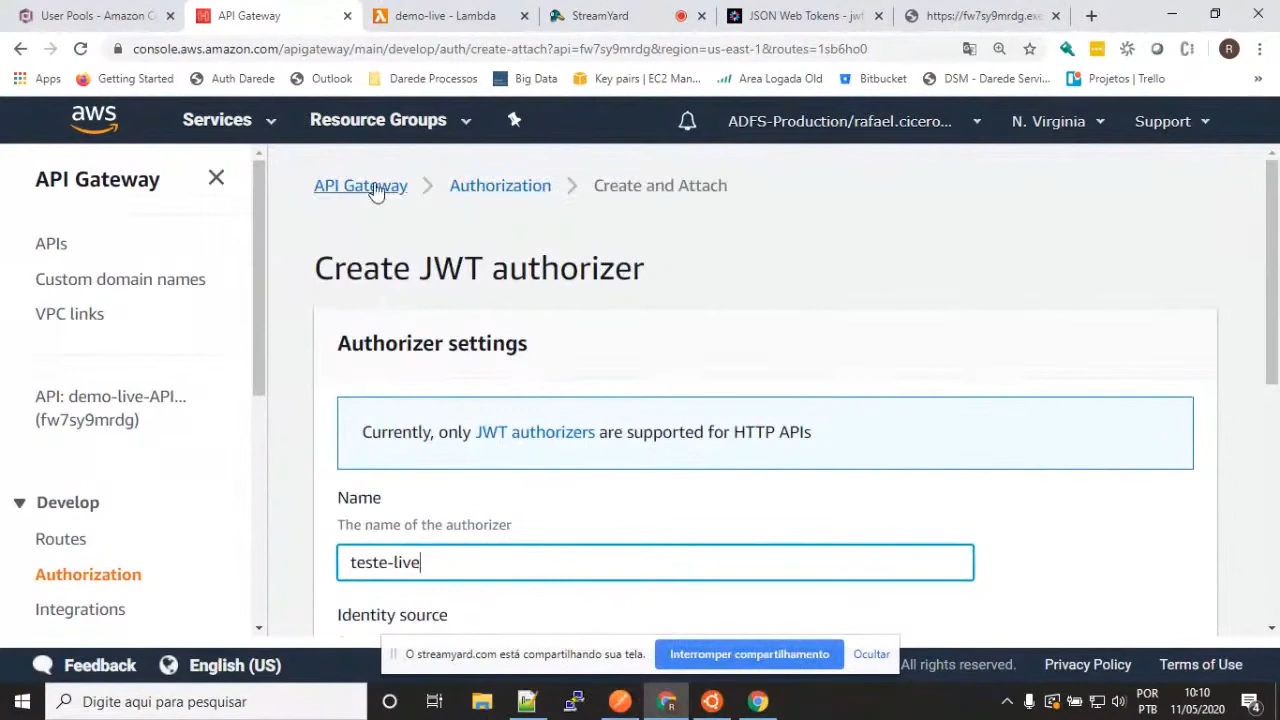 User Pools - Amazon C
API Gateway
demo-live - Lambda
StreamYard
JSON Web Tokens - jwt
https://fw7sy9mrdg.exe
console.aws.amazon.com/apigateway/main/develop/auth/create-attach?api=fw7sy9mrdg&region=us-east-1&routes=1sb6ho0
R
Apps
Getting Started
Auth Darede
Outlook
Darede Processos
Big Data
Key pairs | EC2 Man...
Area Logada Old
Bitbucket
DSM - Darede Servi...
Projetos | Trello
»
aws
Services
Resource Groups
ADFS-Production/rafael.cicero...
N. Virginia
Support
API Gateway
APIs
Custom domain names
VPC links
API: demo-live-API...
(fw7sy9mrdg)
Develop
Routes
Authorization
Integrations
API Gateway
Authorization
Create and Attach
Create JWT authorizer
Authorizer settings
Currently, only JWT authorizers are supported for HTTP APIs
Name
The name of the authorizer
teste-live
Identity source
O streamyard.com está compartilhando sua tela.
Interromper compartilhamento
Ocultar
Feedback
English (US)
All rights reserved.
Privacy Policy
Terms of Use
Digite aqui para pesquisar
POR
PTB
10:10
11/05/2020
4